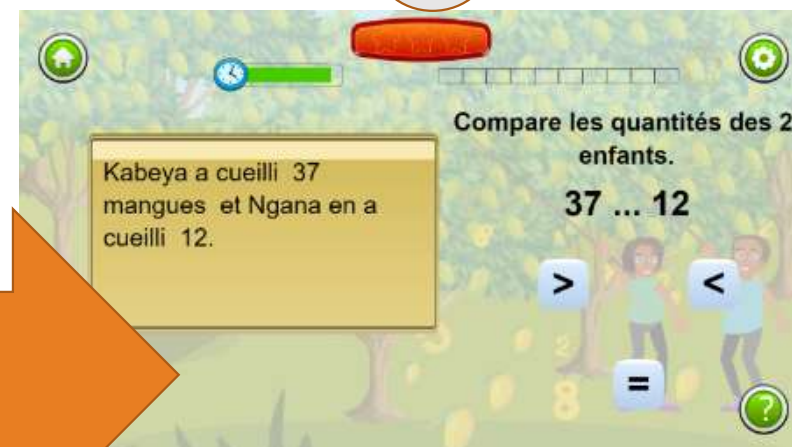 Compare les quantités des 2
enfants.
Kabeya a cueilli 37
mangues et Ngana en a
cueilli 12.
37 ... 12
> <
=
?